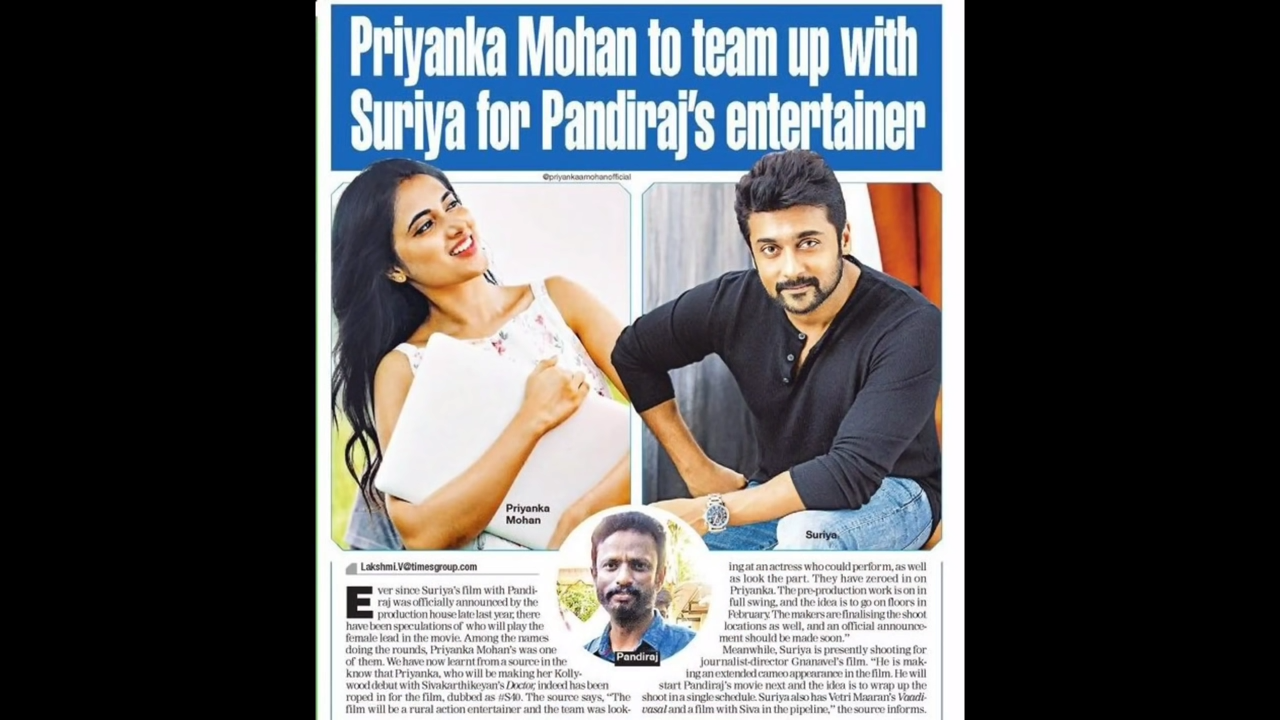 Priyanka Mohan to team up with
Suriya for Pandiraj's entertainer
@priyankaamohanofficial
Priyanka
Mohan
Suriya
Pandiraj
Lakshmi.V@timesgroup.com
Ever since Suriya's film with Pandi-
raj was officially announced by the
production house late last year, there
have been speculations of who will play the
female lead in the movie. Among the names
doing the rounds, Priyanka Mohan's was one
of them. We have now learnt from a source in the
know that Priyanka, who will be making her Kolly-
wood debut with Sivakarthikeyan's Doctor, indeed has been
roped in for the film, dubbed as #S40. The source says, "The
film will be a rural action entertainer and the team was look-
ing at an actress who could perform, as well
as look the part. They have zeroed in on
Priyanka. The pre-production work is on in
full swing, and the idea is to go on floors in
February. The makers are finalising the shoot
locations as well, and an official announce-
ment should be made soon."
Meanwhile, Suriya is presently shooting for
journalist-director Gnanavel's film. "He is mak-
ing an extended cameo appearance in the film. He will
start Pandiraj's movie next and the idea is to wrap up the
shoot in a single schedule. Suriya also has Vetri Maaran's Vaadi-
vasal and a film with Siva in the pipeline," the source informs.